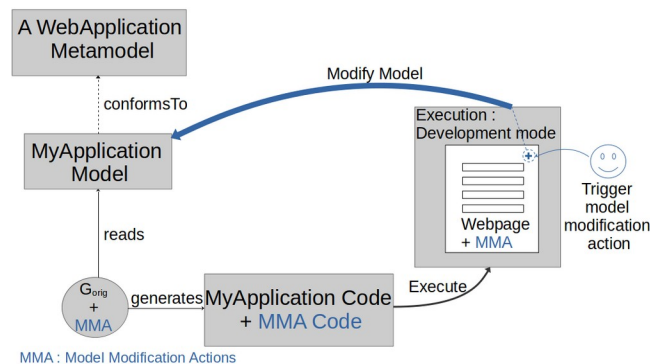 A WebApplication
Metamodel
Modify Model
conformsTo
Execution :
Development mode
MyApplication
Model
Webpage
+ MMA
Trigger
model
modification
action
reads
Gorig
+
MMA
generates
MyApplication Code
+ MMA Code
Execute
MMA : Model Modification Actions